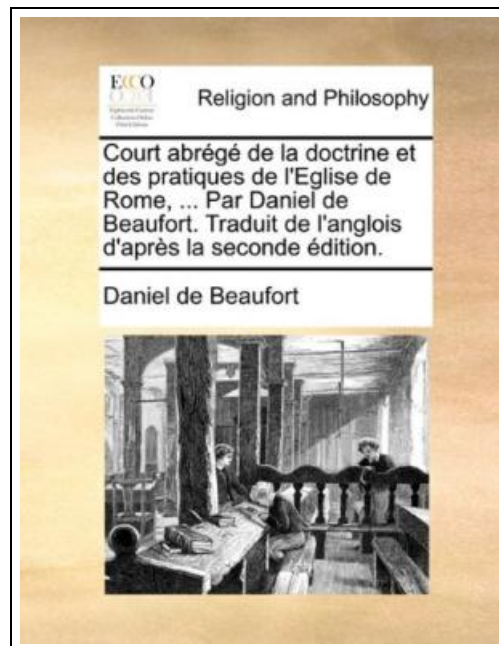 ECCO
Religion and Philosophy
Court abrégé de la doctrine et
des pratiques de l'Eglise de
Rome, ... Par Daniel de
Beaufort. Traduit de l'anglois
d'après la seconde édition.
Daniel de Beaufort